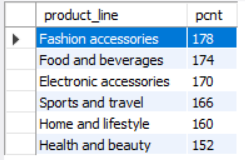 product_line pcnt
Fashion accessories 178
Food and beverages 174
Electronic accessories 170
Sports and travel 166
Home and lifestyle 160
Health and beauty 152